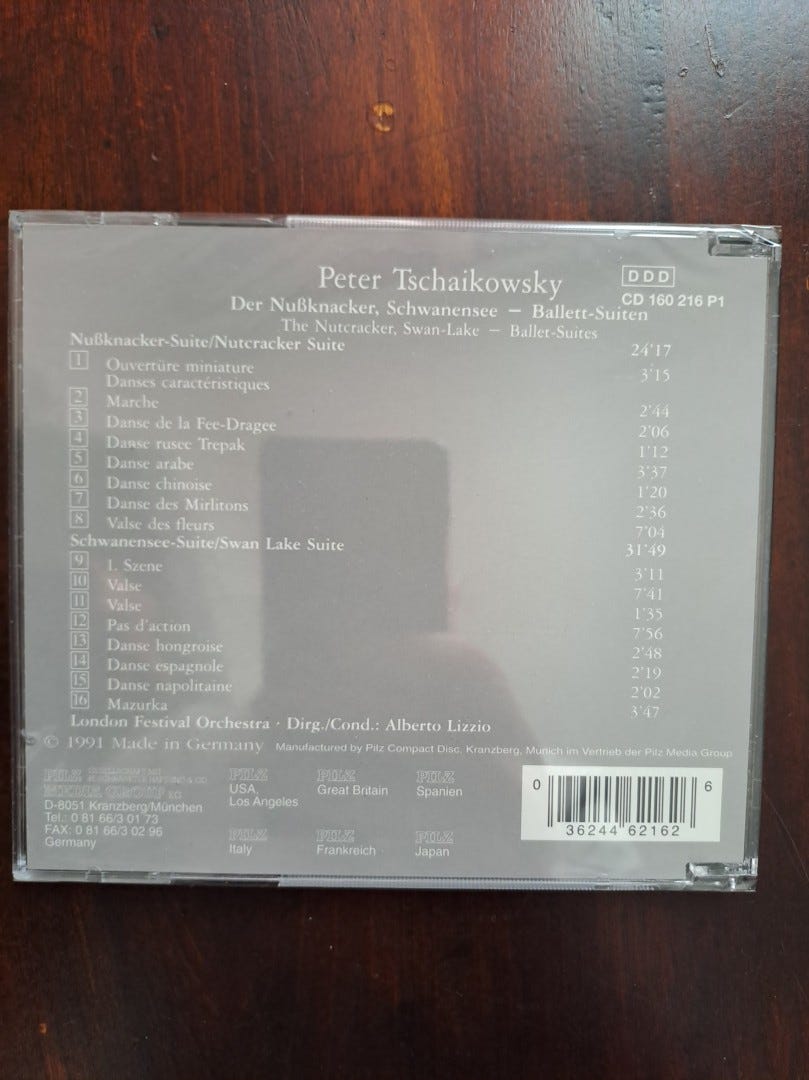 Peter Tschaikowsky
DDD
CD 160 216 P1
Der Nußknacker, Schwanensee – Ballett-Suiten
The Nutcracker, Swan-Lake – Ballet-Suites
Nußknacker-Suite/Nutcracker Suite 24'17
1 Ouvertüre miniature 3'15
Danses caractéristiques
2 Marche 2'44
3 Danse de la Fee-Dragee 2'06
4 Danse rusee Trepak 1'12
5 Danse arabe 3'37
6 Danse chinoise 1'20
7 Danse des Mirlitons 2'36
8 Valse des fleurs 7'04
Schwanensee-Suite/Swan Lake Suite 31'49
9 1. Szene 3'11
10 Valse 7'41
11 Valse 1'35
12 Pas d'action 7'56
13 Danse hongroise 2'48
14 Danse espagnole 2'19
15 Danse napolitaine 2'02
16 Mazurka 3'47
London Festival Orchestra · Dirg./Cond.: Alberto Lizzio
© 1991 Made in Germany Manufactured by Pilz Compact Disc, Kranzberg, Munich im Vertrieb der Pilz Media Group
PILZ
MEDIA GROUP KG
D-8051 Kranzberg/München
Tel.: 0 81 66/3 01 73
FAX: 0 81 66/3 02 96
Germany
PILZ
USA,
Los Angeles
PILZ
Great Britain
PILZ
Spanien
PILZ
Italy
PILZ
Frankreich
PILZ
Japan
0 36244 62162 6